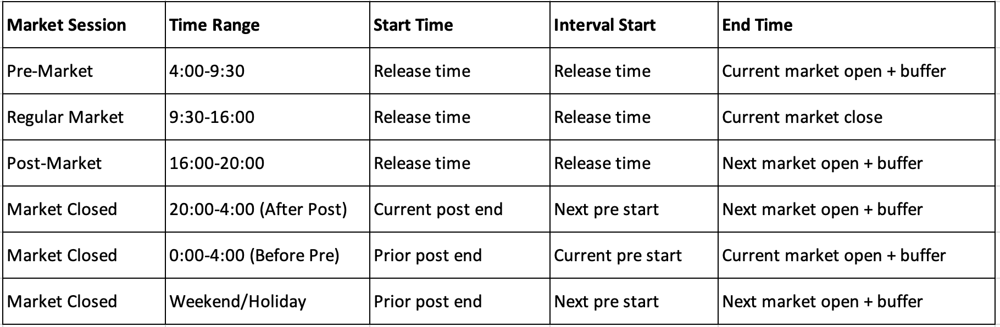 Market Session Time Range Start Time Interval Start End Time
Pre-Market 4:00-9:30 Release time Release time Current market open + buffer
Regular Market 9:30-16:00 Release time Release time Current market close
Post-Market 16:00-20:00 Release time Release time Next market open + buffer
Market Closed 20:00-4:00 (After Post) Current post end Next pre start Next market open + buffer
Market Closed 0:00-4:00 (Before Pre) Prior post end Current pre start Current market open + buffer
Market Closed Weekend/Holiday Prior post end Next pre start Next market open + buffer